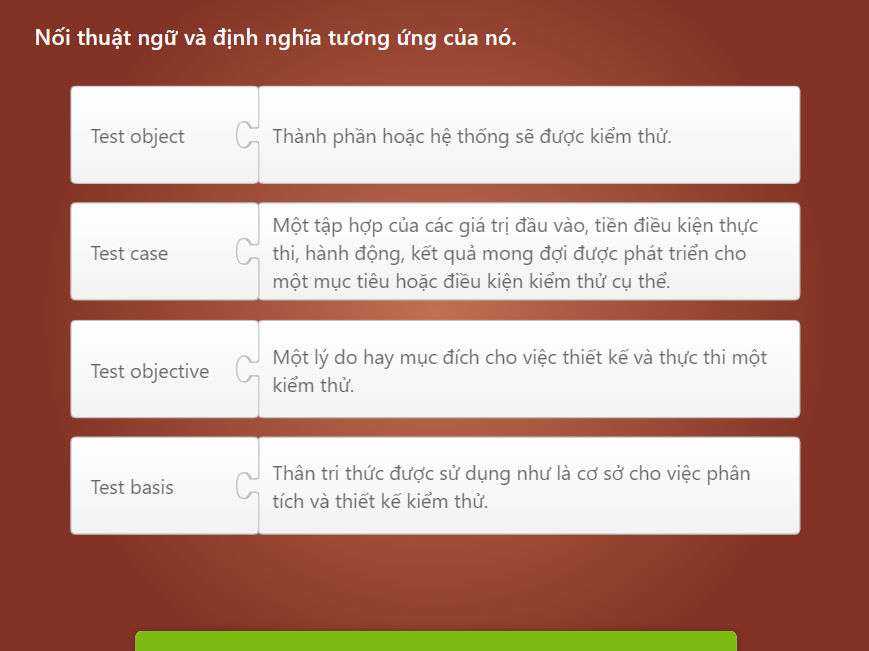 Nối thuật ngữ và định nghĩa tương ứng của nó.
Test object
Thành phần hoặc hệ thống sẽ được kiểm thử.
Test case
Một tập hợp của các giá trị đầu vào, tiền điều kiện thực
thi, hành động, kết quả mong đợi được phát triển cho
một mục tiêu hoặc điều kiện kiểm thử cụ thể.
Test objective
Một lý do hay mục đích cho việc thiết kế và thực thi một
kiểm thử.
Test basis
Thân tri thức được sử dụng như là cơ sở cho việc phân
tích và thiết kế kiểm thử.